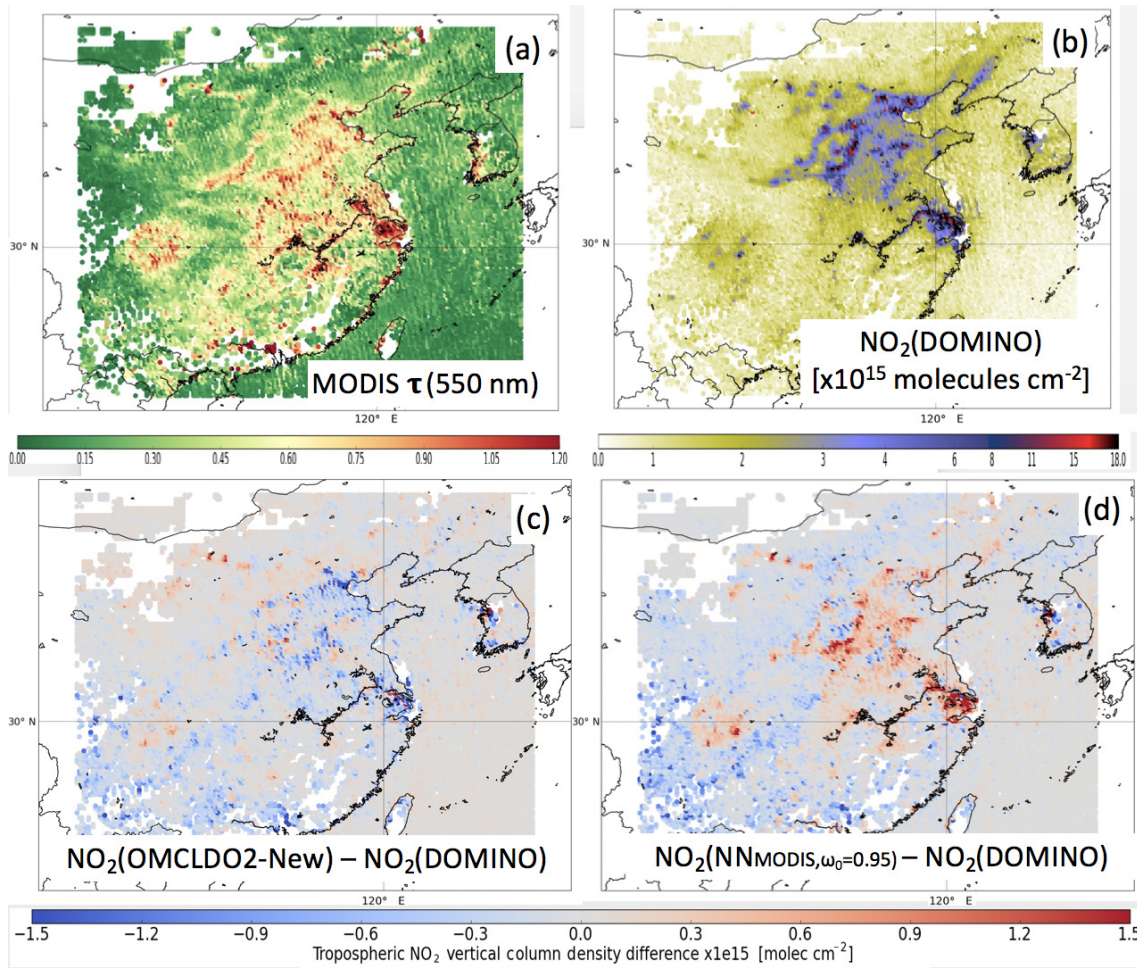 (a)
30 N
MODIS τ (550 nm)
120 ° E
0.00 0.15 0.30 0.45 0.60 0.75 0.90 1.05 1.20
(b)
30 N
NO₂(DOMINO)
[x10¹⁵ molecules cm⁻²]
120 ° E
0.0 1 2 3 4 6 8 11 15 18.0
(c)
30 N
NO₂(OMCLDO2-New) – NO₂(DOMINO)
120 ° E
(d)
30 N
NO₂(NNMODIS,ω₀=0.95) – NO₂(DOMINO)
120 ° E
−1.5 −1.2 −0.9 −0.6 −0.3 0.0 0.3 0.6 0.9 1.2 1.5
Tropospheric NO₂ vertical column density difference x1e15 [molec cm⁻²]